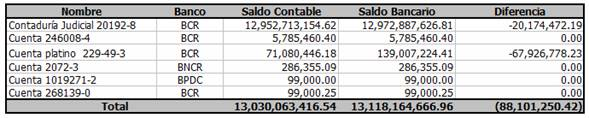 Nombre Banco Saldo Contable Saldo Bancario Diferencia
Contaduría Judicial 20192-8 BCR 12,952,713,154.62 12,972,887,626.81 -20,174,472.19
Cuenta 246008-4 BCR 5,785,460.40 5,785,460.40 0.00
Cuenta platino 229-49-3 BCR 71,080,446.18 139,007,224.41 -67,926,778.23
Cuenta 2072-3 BNCR 286,355.09 286,355.09 0.00
Cuenta 1019271-2 BPDC 99,000.00 99,000.00 0.00
Cuenta 268139-0 BCR 99,000.25 99,000.25 0.00
Total 13,030,063,416.54 13,118,164,666.96 (88,101,250.42)